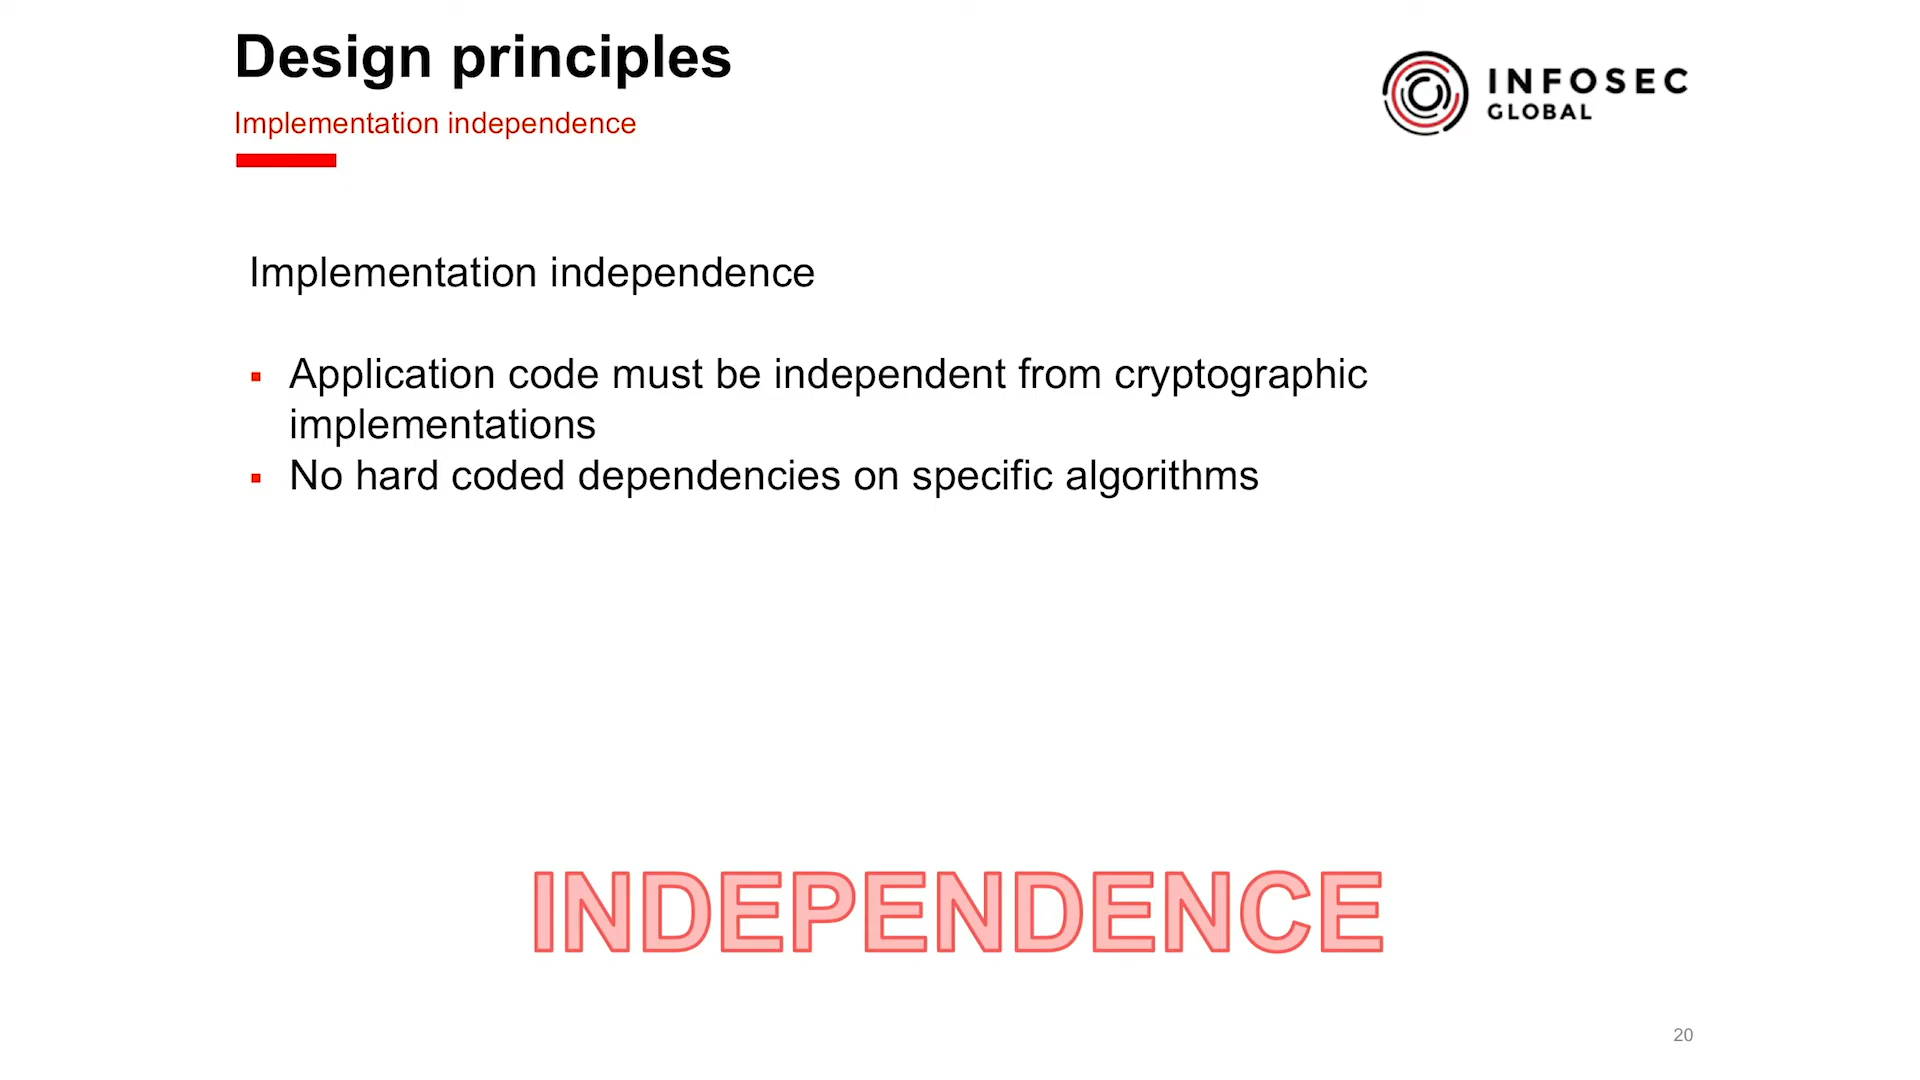 Design principles
Implementation independence
INFOSEC
GLOBAL
Implementation independence
▪ Application code must be independent from cryptographic
implementations
▪ No hard coded dependencies on specific algorithms
INDEPENDENCE
20